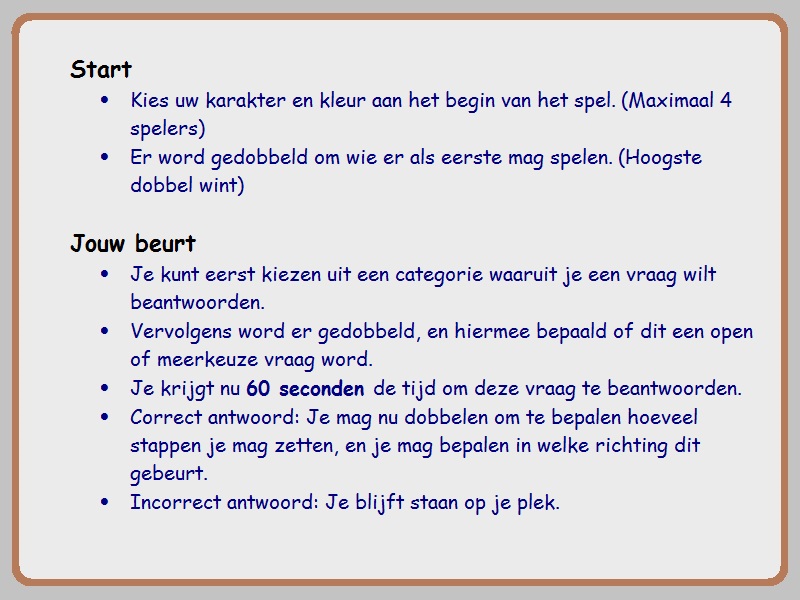 Start
• Kies uw karakter en kleur aan het begin van het spel. (Maximaal 4
spelers)
• Er word gedobbeld om wie er als eerste mag spelen. (Hoogste
dobbel wint)
Jouw beurt
• Je kunt eerst kiezen uit een categorie waaruit je een vraag wilt
beantwoorden.
• Vervolgens word er gedobbeld, en hiermee bepaald of dit een open
of meerkeuze vraag word.
• Je krijgt nu 60 seconden de tijd om deze vraag te beantwoorden.
• Correct antwoord: Je mag nu dobbelen om te bepalen hoeveel
stappen je mag zetten, en je mag bepalen in welke richting dit
gebeurt.
• Incorrect antwoord: Je blijft staan op je plek.